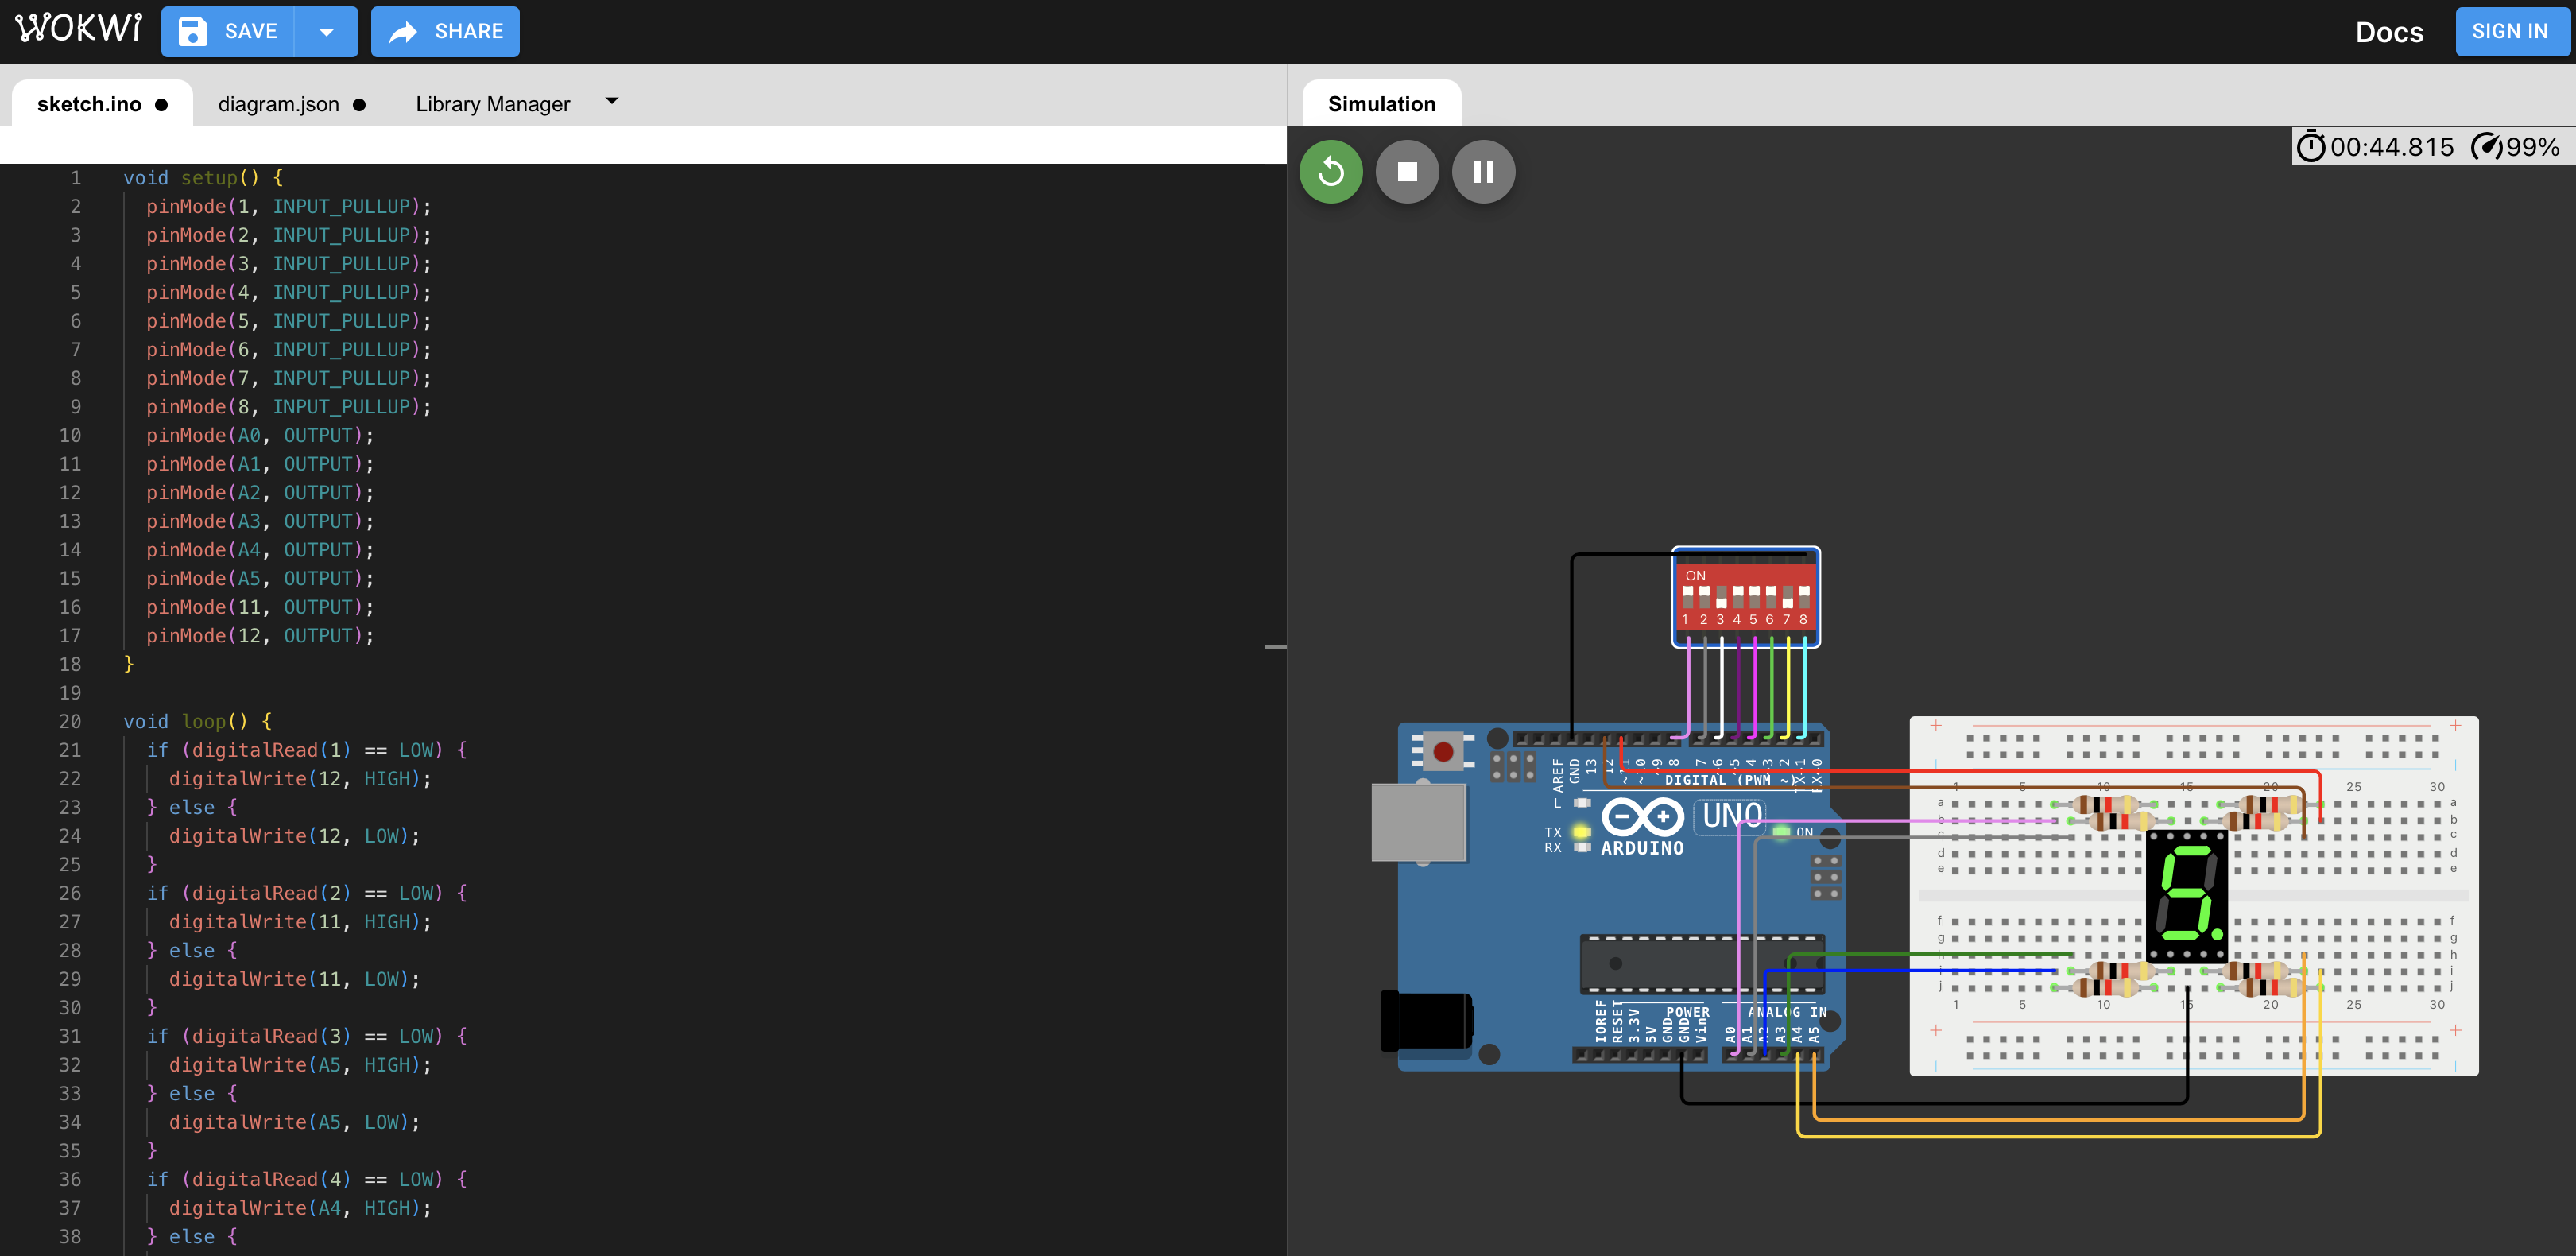 WOKWi SAVE SHARE Docs SIGN IN
sketch.ino ● diagram.json ● Library Manager
Simulation
00:44.815 99%
1 void setup() {
2 pinMode(1, INPUT_PULLUP);
3 pinMode(2, INPUT_PULLUP);
4 pinMode(3, INPUT_PULLUP);
5 pinMode(4, INPUT_PULLUP);
6 pinMode(5, INPUT_PULLUP);
7 pinMode(6, INPUT_PULLUP);
8 pinMode(7, INPUT_PULLUP);
9 pinMode(8, INPUT_PULLUP);
10 pinMode(A0, OUTPUT);
11 pinMode(A1, OUTPUT);
12 pinMode(A2, OUTPUT);
13 pinMode(A3, OUTPUT);
14 pinMode(A4, OUTPUT);
15 pinMode(A5, OUTPUT);
16 pinMode(11, OUTPUT);
17 pinMode(12, OUTPUT);
18 }
19
20 void loop() {
21 if (digitalRead(1) == LOW) {
22 digitalWrite(12, HIGH);
23 } else {
24 digitalWrite(12, LOW);
25 }
26 if (digitalRead(2) == LOW) {
27 digitalWrite(11, HIGH);
28 } else {
29 digitalWrite(11, LOW);
30 }
31 if (digitalRead(3) == LOW) {
32 digitalWrite(A5, HIGH);
33 } else {
34 digitalWrite(A5, LOW);
35 }
36 if (digitalRead(4) == LOW) {
37 digitalWrite(A4, HIGH);
38 } else {
ON
1 2 3 4 5 6 7 8
AREF GND 13 12 ~10 ~9 8 7 ~6 ~5 4 ~3 2
DIGITAL (PWM ~)
L
TX
RX
UNO
ON
ARDUINO
IOREF RESET 3.3V 5V GND GND Vin A0 A1 A2 A3 A4 A5
POWER
ANALOG IN
1 5 10 15 20 25 30
a a
b b
c c
d d
e e
5.
f f
g g
h h
i i
j j
1 5 10 15 20 25 30